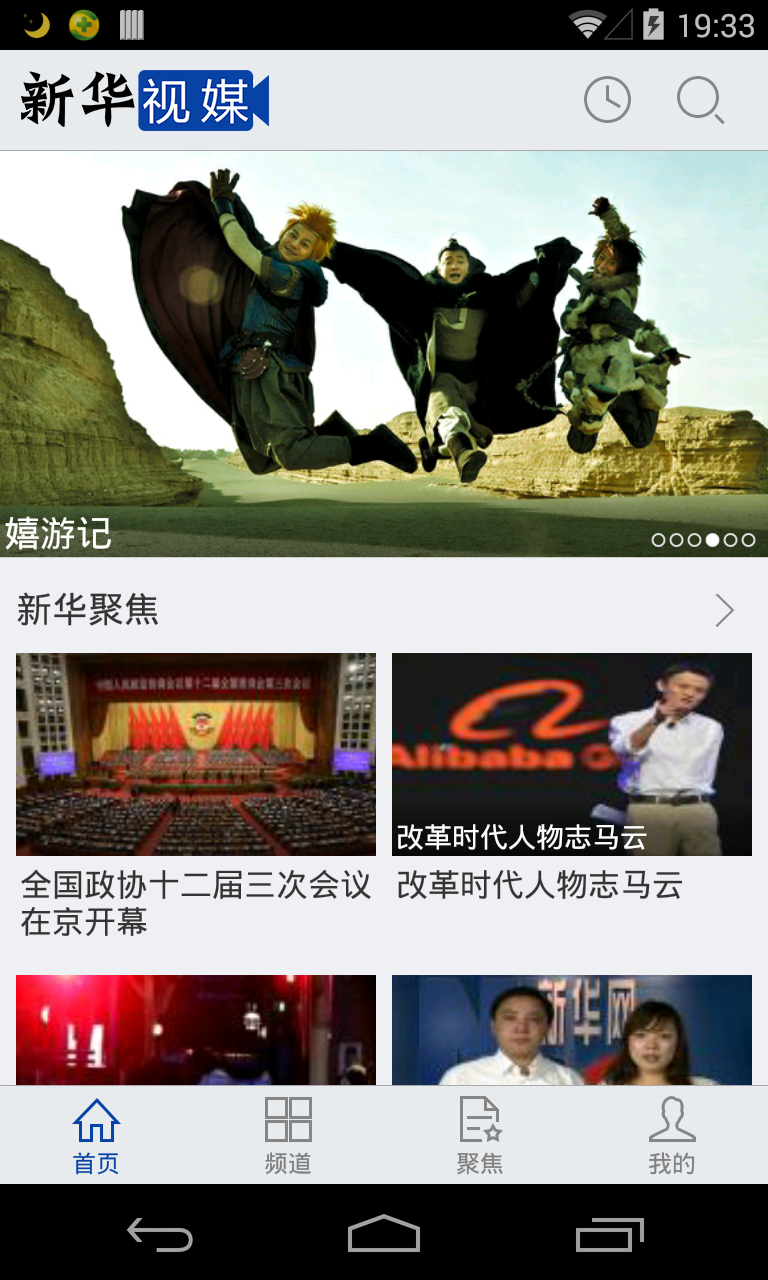 19:33
新华视媒
嬉游记
新华聚焦
Alibaba G
改革时代人物志马云
全国政协十二届三次会议
在京开幕
改革时代人物志马云
新华网
首页
频道
聚焦
我的